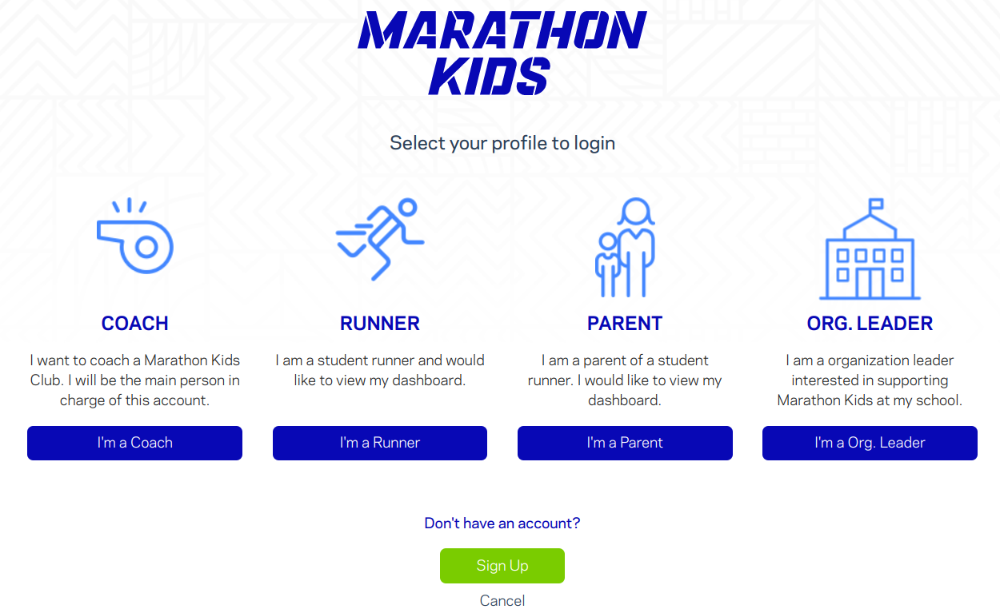 MARATHON
KIDS
Select your profile to login
COACH
I want to coach a Marathon Kids
Club. I will be the main person in
charge of this account.
I'm a Coach
RUNNER
I am a student runner and would
like to view my dashboard.
I'm a Runner
PARENT
I am a parent of a student
runner. I would like to view my
dashboard.
I'm a Parent
ORG. LEADER
I am a organization leader
interested in supporting
Marathon Kids at my school.
I'm a Org. Leader
Don't have an account?
Sign Up
Cancel